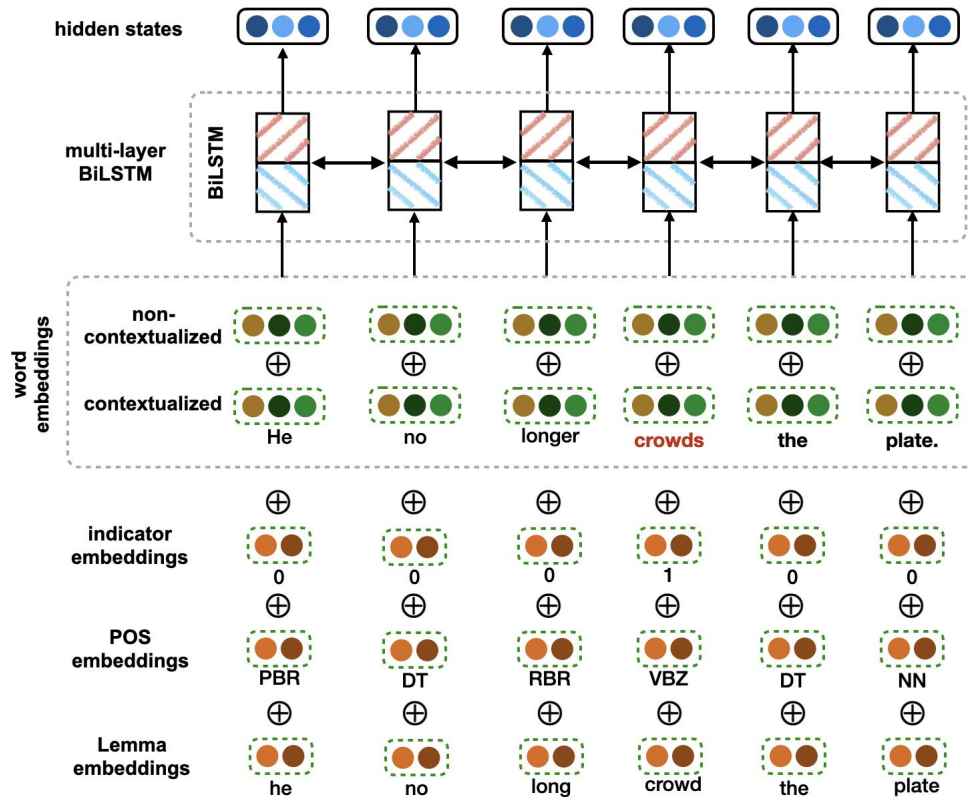 hidden states
multi-layer
BiLSTM
BiLSTM
word
embeddings
non-
contextualized
contextualized
He no longer crowds the plate.
indicator
embeddings
0 0 0 1 0 0
POS
embeddings
PBR DT RBR VBZ DT NN
Lemma
embeddings
he no long crowd the plate